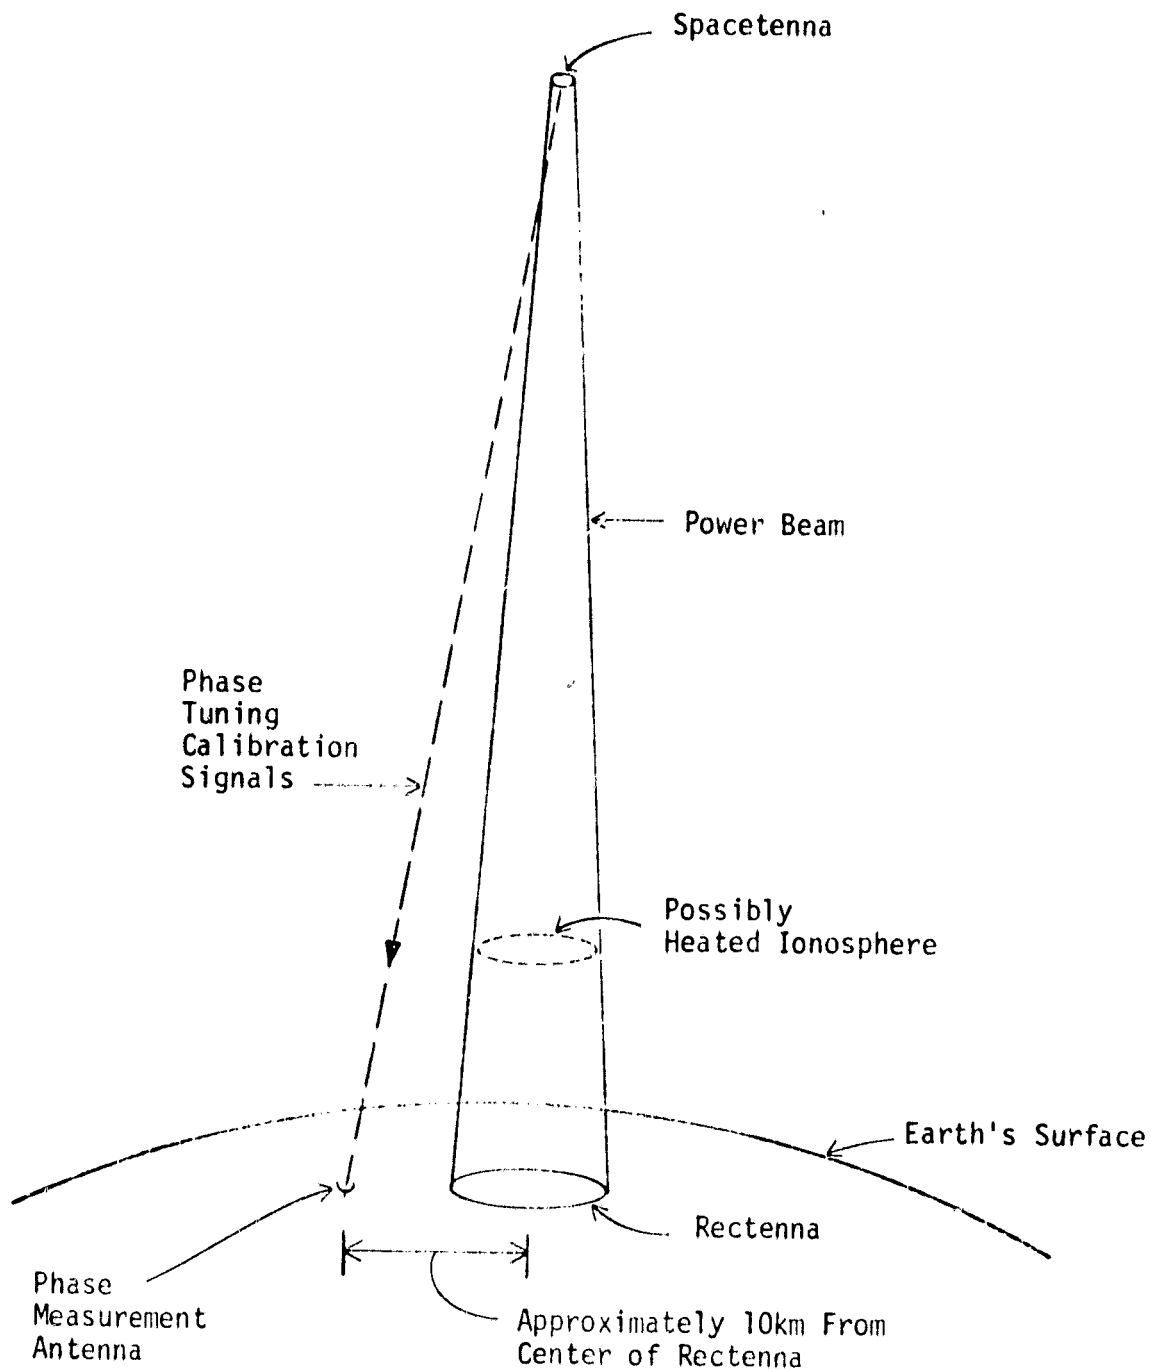 Spacetenna
Power Beam
Phase
Tuning
Calibration
Signals
Possibly
Heated Ionosphere
Earth's Surface
Rectenna
Phase
Measurement
Antenna
Approximately 10km From
Center of Rectenna